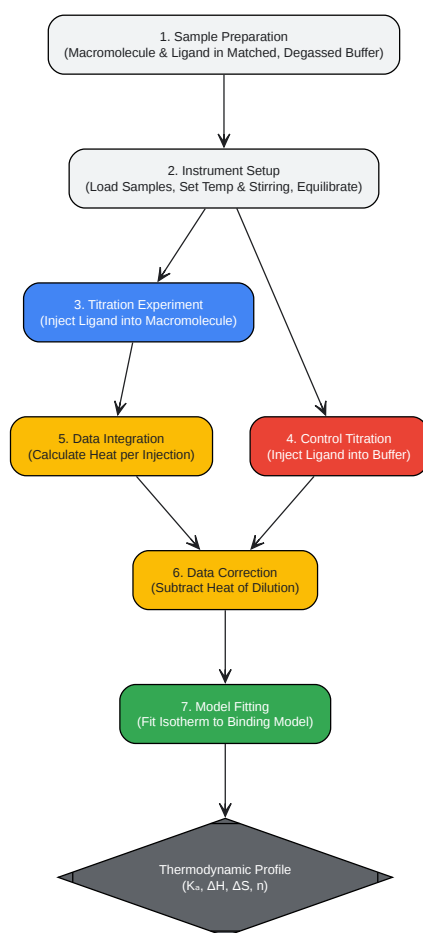 1. Sample Preparation
(Macromolecule & Ligand in Matched, Degassed Buffer)
2. Instrument Setup
(Load Samples, Set Temp & Stirring, Equilibrate)
3. Titration Experiment
(Inject Ligand into Macromolecule)
5. Data Integration
(Calculate Heat per Injection)
4. Control Titration
(Inject Ligand into Buffer)
6. Data Correction
(Subtract Heat of Dilution)
7. Model Fitting
(Fit Isotherm to Binding Model)
Thermodynamic Profile
(Kₐ, ΔH, ΔS, n)